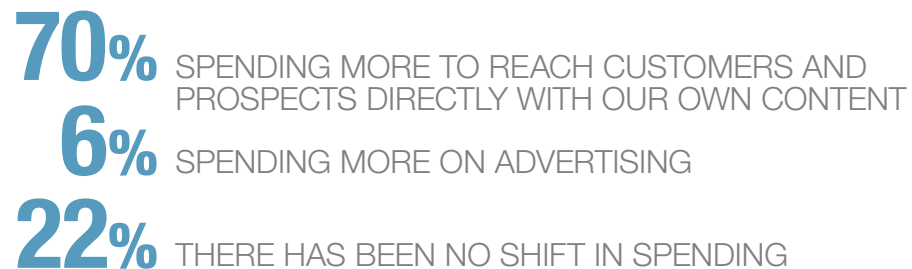 70% SPENDING MORE TO REACH CUSTOMERS AND
PROSPECTS DIRECTLY WITH OUR OWN CONTENT
6% SPENDING MORE ON ADVERTISING
22% THERE HAS BEEN NO SHIFT IN SPENDING